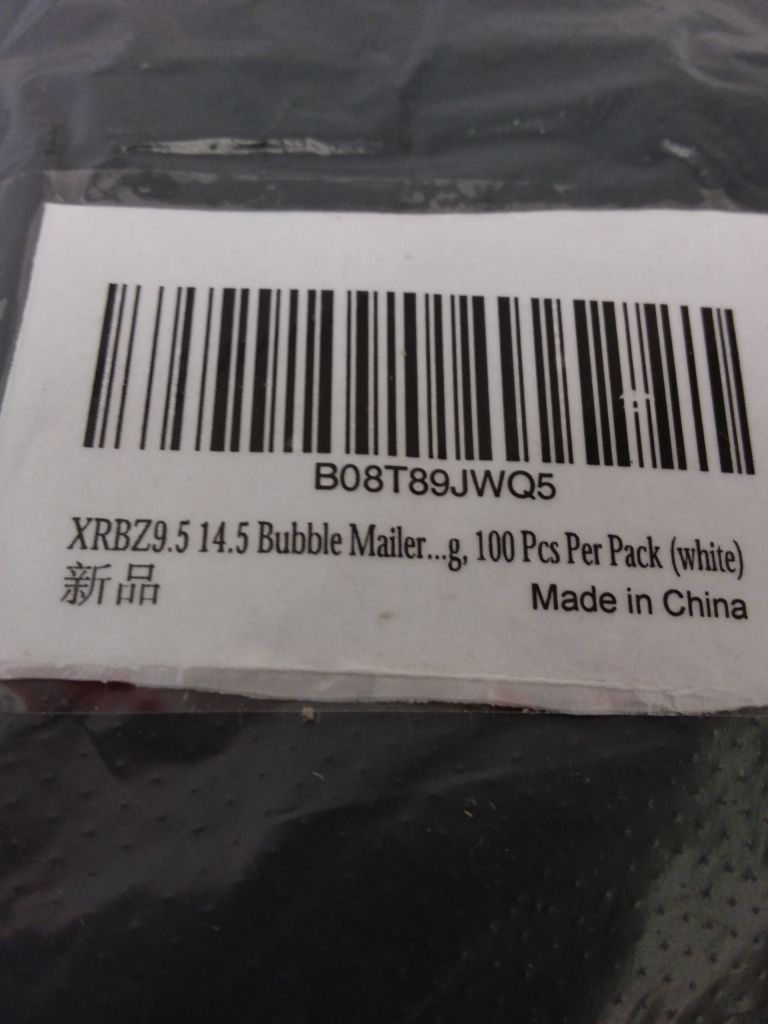 B08T89JWQ5
XRBZ9.5 14.5 Bubble Mailer...g, 100 Pcs Per Pack (white)
新品
Made in China